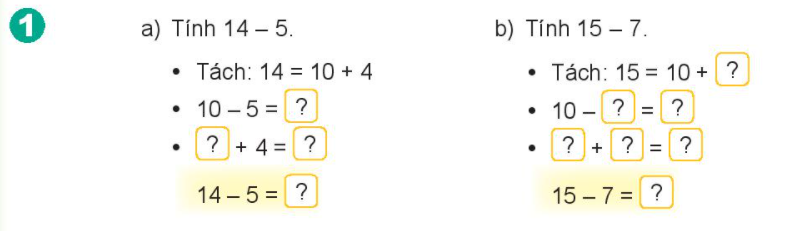 1
a) Tính 14 – 5.
• Tách: 14 = 10 + 4
• 10 – 5 = ?
• ? + 4 = ?
14 – 5 = ?
b) Tính 15 – 7.
• Tách: 15 = 10 + ?
• 10 – ? = ?
• ? + ? = ?
15 – 7 = ?